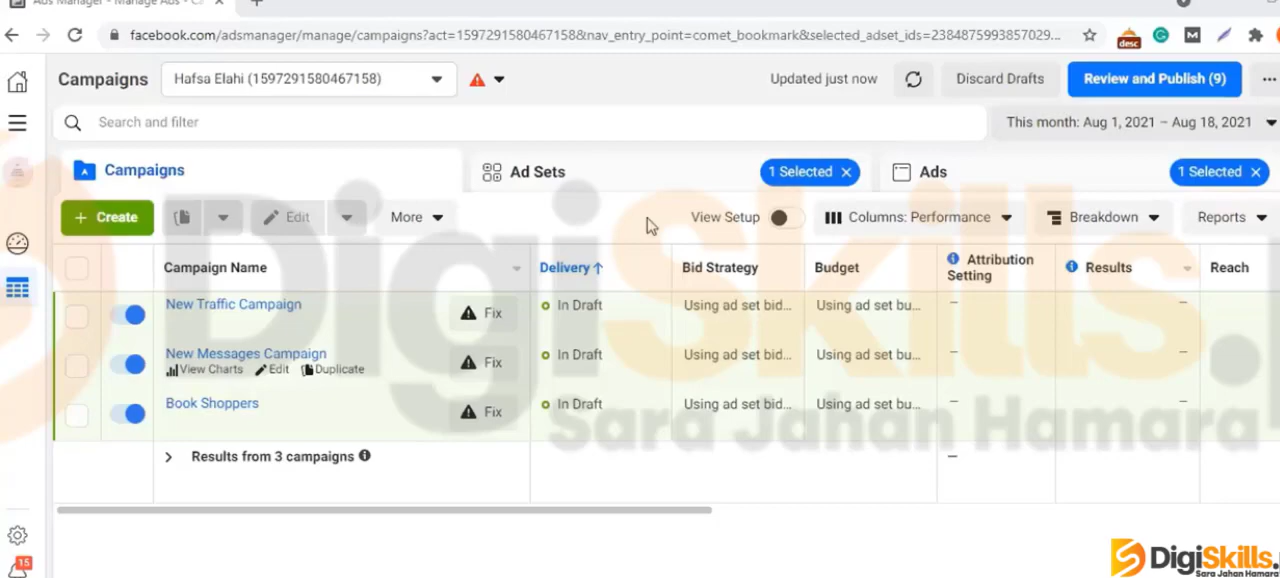 Ads Manager - Manage Ads - Ca
facebook.com/adsmanager/manage/campaigns?act=1597291580467158&nav_entry_point=comet_bookmark&selected_adset_ids=2384875993857029...
desc
Campaigns
Hafsa Elahi (1597291580467158)
Updated just now
Discard Drafts
Review and Publish (9)
Search and filter
This month: Aug 1, 2021 – Aug 18, 2021
Campaigns
Ad Sets
1 Selected ×
Ads
1 Selected ×
+ Create
Edit
More
View Setup
Columns: Performance
Breakdown
Reports
Campaign Name
Delivery ↑
Bid Strategy
Budget
Attribution
Setting
Results
Reach
New Traffic Campaign
Fix
In Draft
Using ad set bid...
Using ad set bu...
–
–
New Messages Campaign
View Charts Edit Duplicate
Fix
In Draft
Using ad set bid...
Using ad set bu...
–
–
Book Shoppers
Fix
In Draft
Using ad set bid...
Using ad set bu...
–
–
Results from 3 campaigns
–
15
DigiSkills.
Sara Jahan Hamara
DigiSkills.
Sara Jahan Hamara